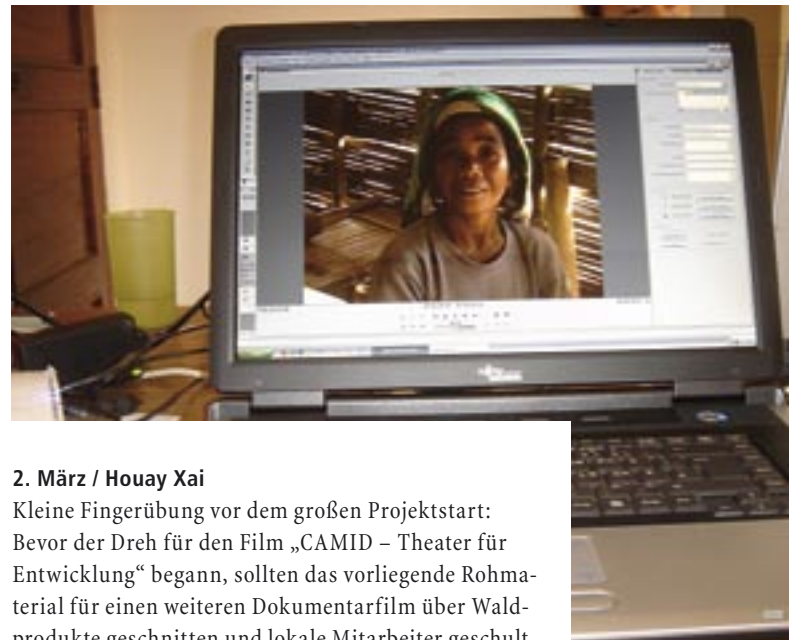 2. März / Houay Xai
Kleine Fingerübung vor dem großen Projektstart:
Bevor der Dreh für den Film „CAMID – Theater für
Entwicklung“ begann, sollten das vorliegende Rohma-
terial für einen weiteren Dokumentarfilm über Wald-
produkte geschnitten und lokale Mitarbeiter geschult